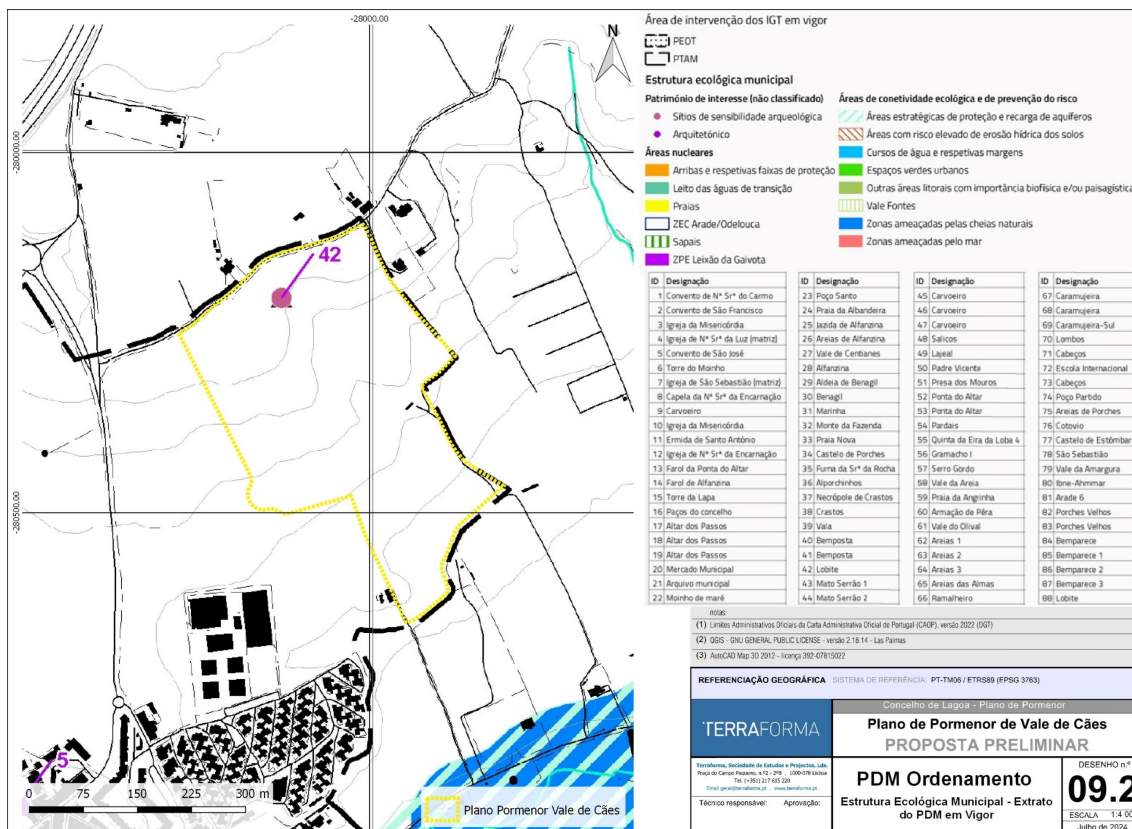 -28000.00
N
-280000.00
42
-280500.00
5
0 75 150 225 300 m
Plano Pormenor Vale de Cães
Área de intervenção dos IGT em vigor
PEOT
PTAM
Estrutura ecológica municipal
Património de interesse (não classificado)
Sítios de sensibilidade arqueológica
Arquitetónico
Áreas nucleares
Arribas e respetivas faixas de proteção
Leito das águas de transição
Praias
ZEC Arade/Odelouca
Sapais
ZPE Leixão da Gaivota
Áreas de conetividade ecológica e de prevenção do risco
Áreas estratégicas de proteção e recarga de aquíferos
Áreas com risco elevado de erosão hídrica dos solos
Cursos de água e respetivas margens
Espaços verdes urbanos
Outras áreas litorais com importância biofísica e/ou paisagística
Vale Fontes
Zonas ameaçadas pelas cheias naturais
Zonas ameaçadas pelo mar
ID Designação
1 Convento de Nª Srª do Carmo
2 Convento de São Francisco
3 Igreja da Misericórdia
4 Igreja de Nª Srª da Luz (matriz)
5 Convento de São José
6 Torre do Moinho
7 Igreja de São Sebastião (matriz)
8 Capela da Nª Srª da Encarnação
9 Carvoeiro
10 Igreja da Misericórdia
11 Ermida de Santo António
12 Igreja de Nª Srª da Encarnação
13 Farol da Ponta do Altar
14 Farol de Alfanzina
15 Torre da Lapa
16 Paços do concelho
17 Altar dos Passos
18 Altar dos Passos
19 Altar dos Passos
20 Mercado Municipal
21 Arquivo municipal
22 Moinho de maré
ID Designação
23 Poço Santo
24 Praia da Albandeira
25 Jazida de Alfanzina
26 Areias de Alfanzina
27 Vale de Centianes
28 Alfanzina
29 Aldeia de Benagil
30 Benagil
31 Marinha
32 Monte da Fazenda
33 Praia Nova
34 Castelo de Porches
35 Furna da Srª da Rocha
36 Alporchinhos
37 Necrópole de Crastos
38 Crastos
39 Vala
40 Bemposta
41 Bemposta
42 Lobite
43 Mato Serrão 1
44 Mato Serrão 2
ID Designação
45 Carvoeiro
46 Carvoeiro
47 Carvoeiro
48 Salicos
49 Lajeal
50 Padre Vicente
51 Presa dos Mouros
52 Ponta do Altar
53 Ponta do Altar
54 Pardais
55 Quinta da Eira da Loba 4
56 Gramacho I
57 Serro Gordo
58 Vale da Areia
59 Praia da Angrinha
60 Armação de Pêra
61 Vale do Olival
62 Areias 1
63 Areias 2
64 Areias 3
65 Areias das Almas
66 Ramalheiro
ID Designação
67 Caramujeira
68 Caramujeira
69 Caramujeira-Sul
70 Lombos
71 Cabeços
72 Escola Internacional
73 Cabeços
74 Poço Partido
75 Areias de Porches
76 Cotovio
77 Castelo de Estômbar
78 São Sebastião
79 Vale da Amargura
80 Ibne-Ahmmar
81 Arade 6
82 Porches Velhos
83 Porches Velhos
84 Bemparece
85 Bemparece 1
86 Bemparece 2
87 Bemparece 3
88 Lobite
notas:
(1) Limites Administrativos Oficiais da Carta Administrativa Oficial de Portugal (CAOP), versão 2022 (DGT)
(2) QGIS - GNU GENERAL PUBLIC LICENSE - versão 2.18.14 - Las Palmas
(3) AutoCAD Map 3D 2012 - licença 392-07815022
REFERENCIAÇÃO GEOGRÁFICA SISTEMA DE REFERÊNCIA: PT-TM06 / ETRS89 (EPSG 3763)
TERRAFORMA
Terraforma, Sociedade de Estudos e Projectos, Lda.
Praça do Campo Pequeno, n.º2 - 2ºB . 1000-078 Lisboa
Tel. (+351) 217 615 220
Email geral@terraforma.pt . www.terraforma.pt
Técnico responsável: Aprovação:
Concelho de Lagoa - Plano de Pormenor
Plano de Pormenor de Vale de Cães
PROPOSTA PRELIMINAR
PDM Ordenamento
Estrutura Ecológica Municipal - Extrato
do PDM em Vigor
DESENHO n.º
09.2
ESCALA 1:4 00
Julho de 2024